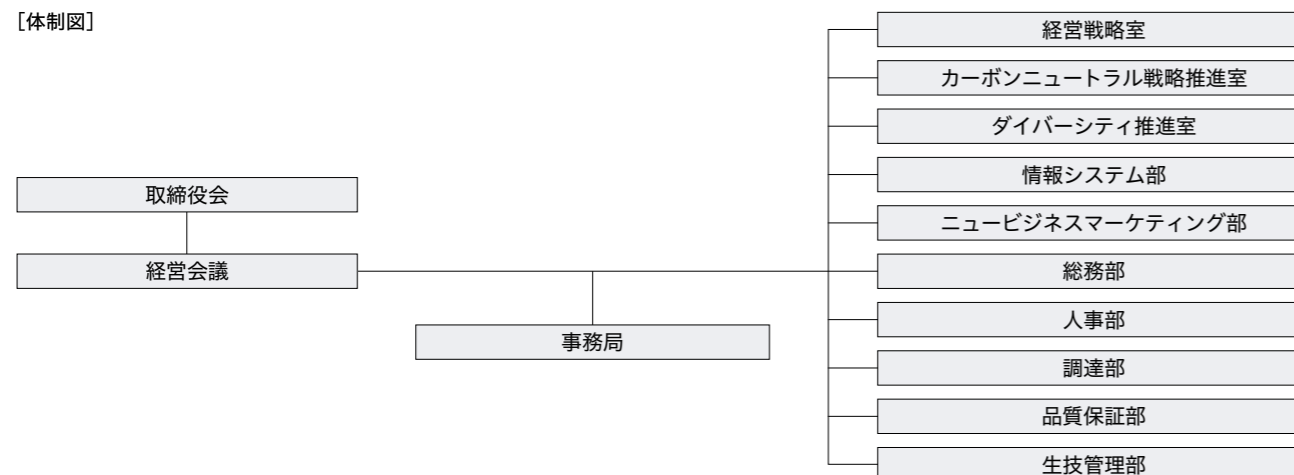 ［体制図］
取締役会
経営会議
事務局
経営戦略室
カーボンニュートラル戦略推進室
ダイバーシティ推進室
情報システム部
ニュービジネスマーケティング部
総務部
人事部
調達部
品質保証部
生技管理部